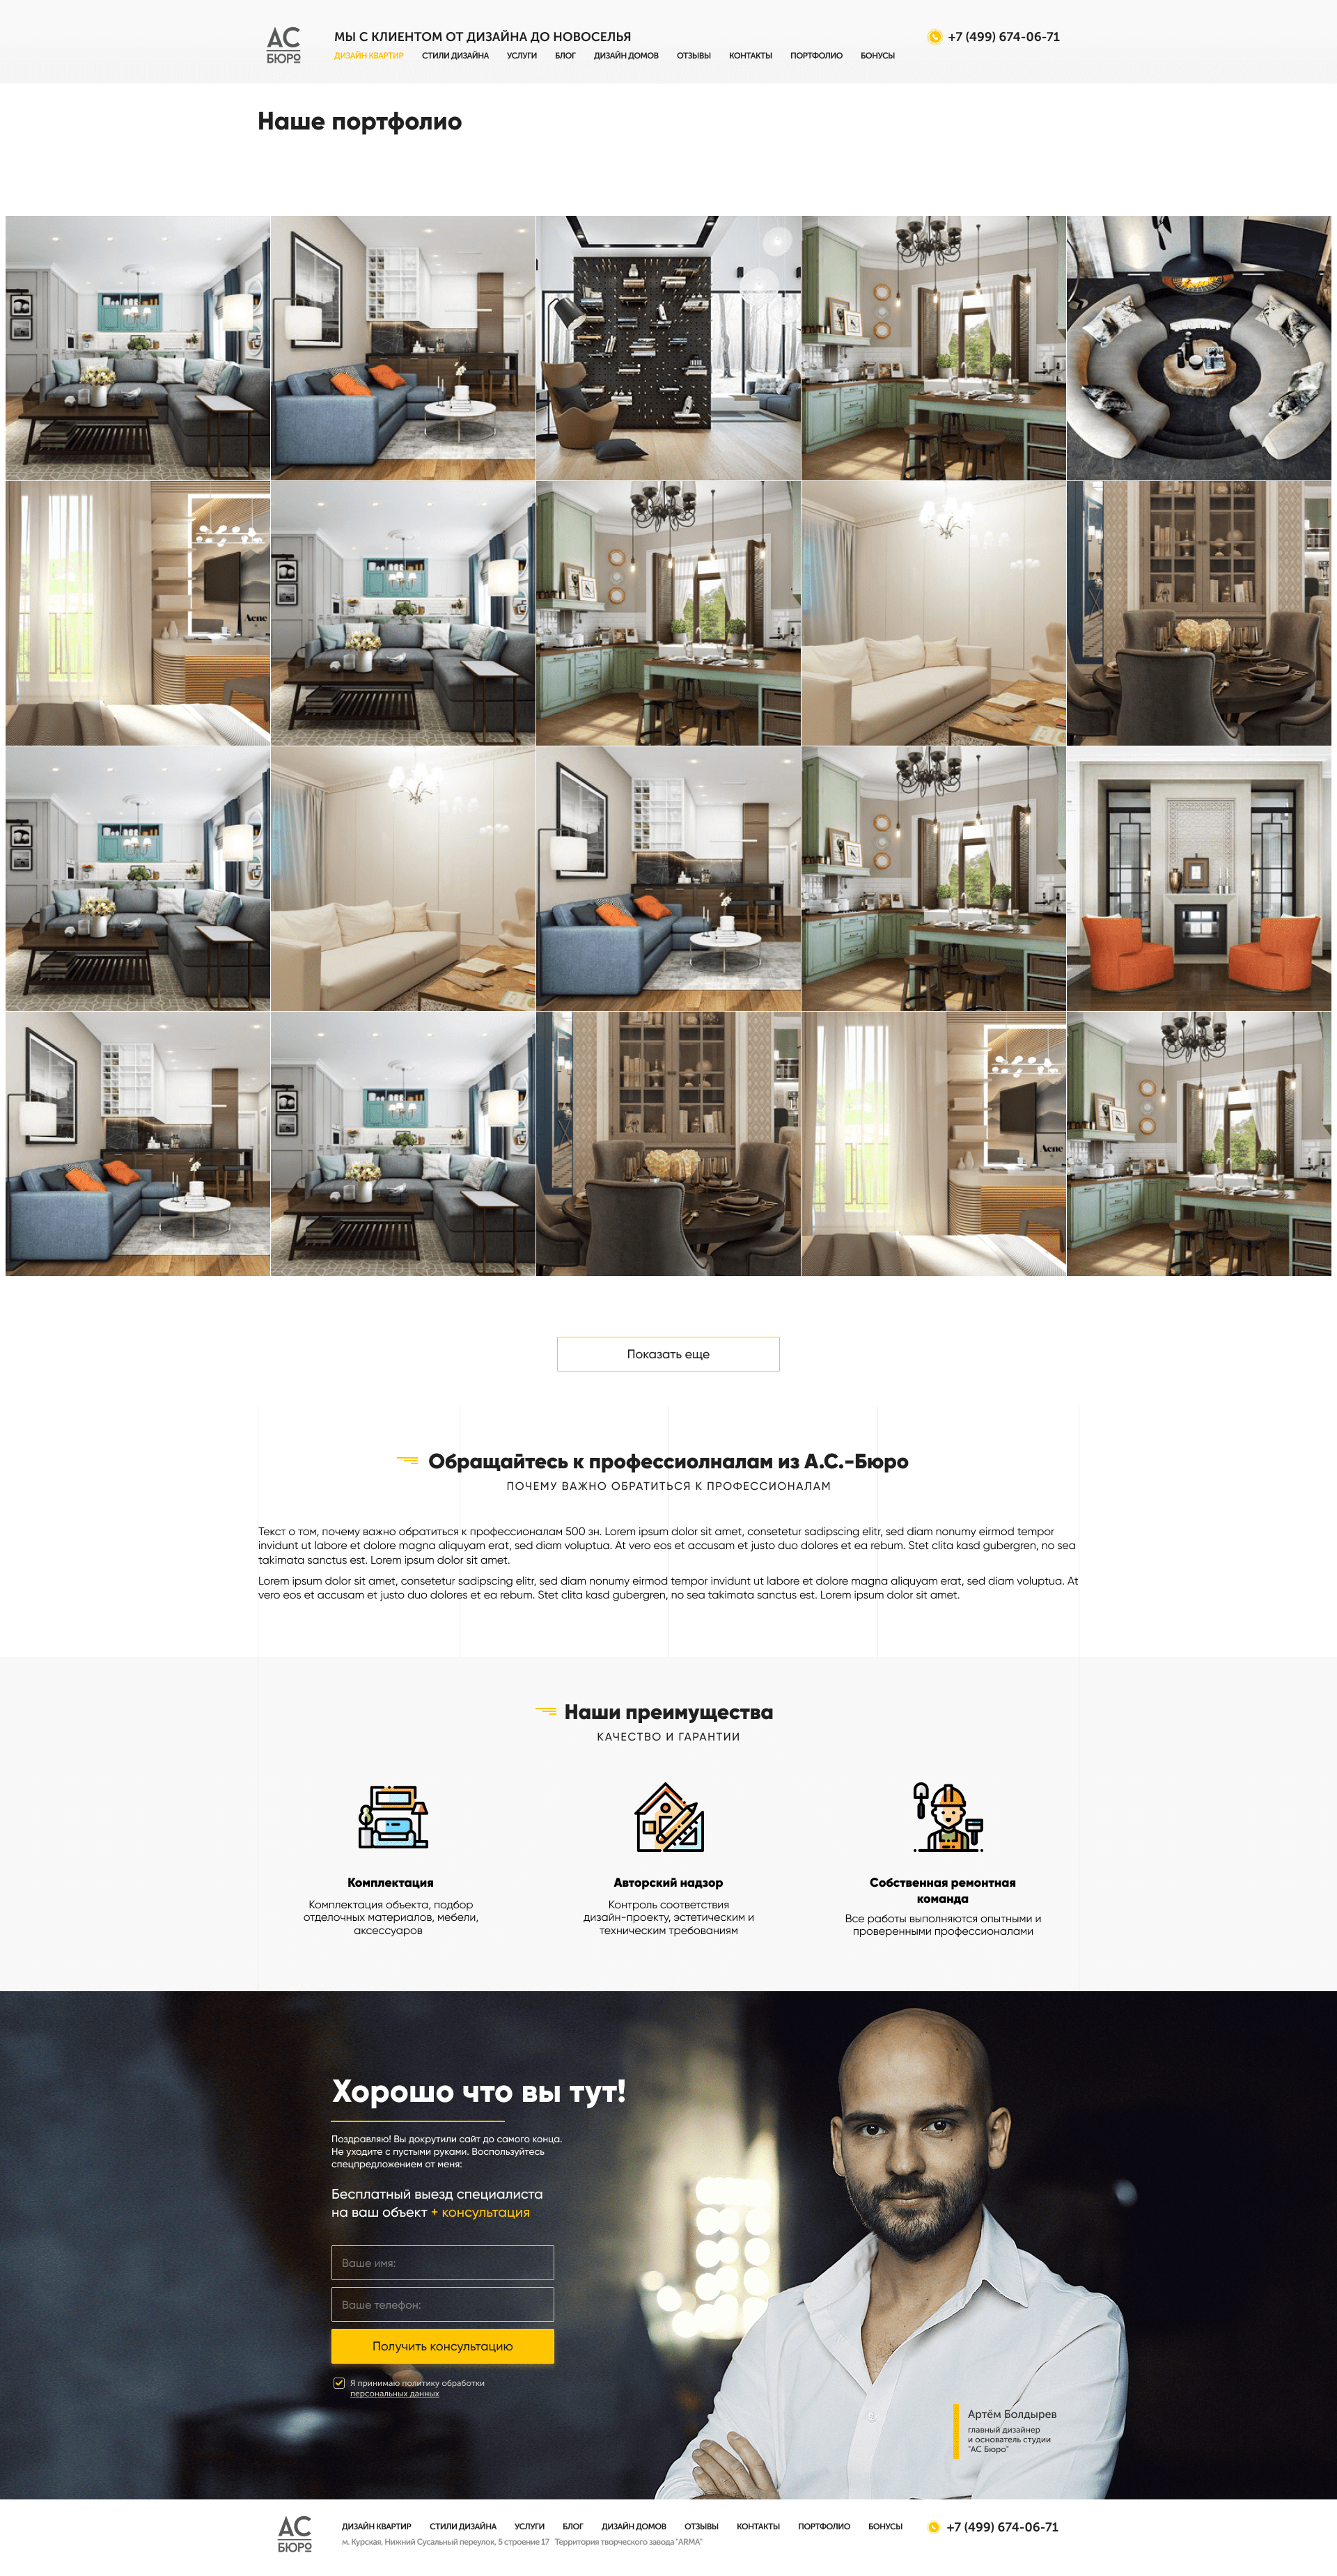 АС
БЮРО
МЫ С КЛИЕНТОМ ОТ ДИЗАЙНА ДО НОВОСЕЛЬЯ
+7 (499) 674-06-71
ДИЗАЙН КВАРТИР СТИЛИ ДИЗАЙНА УСЛУГИ БЛОГ ДИЗАЙН ДОМОВ ОТЗЫВЫ КОНТАКТЫ ПОРТФОЛИО БОНУСЫ
Наше портфолио
Acne
Acne
Показать еще
Обращайтесь к профессиолналам из А.С.-Бюро
ПОЧЕМУ ВАЖНО ОБРАТИТЬСЯ К ПРОФЕССИОНАЛАМ
Текст о том, почему важно обратиться к профессионалам 500 зн. Lorem ipsum dolor sit amet, consetetur sadipscing elitr, sed diam nonumy eirmod tempor
invidunt ut labore et dolore magna aliquyam erat, sed diam voluptua. At vero eos et accusam et justo duo dolores et ea rebum. Stet clita kasd gubergren, no sea
takimata sanctus est. Lorem ipsum dolor sit amet.
Lorem ipsum dolor sit amet, consetetur sadipscing elitr, sed diam nonumy eirmod tempor invidunt ut labore et dolore magna aliquyam erat, sed diam voluptua. At
vero eos et accusam et justo duo dolores et ea rebum. Stet clita kasd gubergren, no sea takimata sanctus est. Lorem ipsum dolor sit amet.
Наши преимущества
КАЧЕСТВО И ГАРАНТИИ
Комплектация
Комплектация объекта, подбор
отделочных материалов, мебели,
аксессуаров
Авторский надзор
Контроль соответствия
дизайн-проекту, эстетическим и
техническим требованиям
Собственная ремонтная
команда
Все работы выполняются опытными и
проверенными профессионалами
Хорошо что вы тут!
Поздравляю! Вы докрутили сайт до самого конца.
Не уходите с пустыми руками. Воспользуйтесь
спецпредложением от меня:
Бесплатный выезд специалиста
на ваш объект + консультация
Ваше имя:
Ваше телефон:
Получить консультацию
Я принимаю политику обработки
персональных данных
Артём Болдырев
главный дизайнер
и основатель студии
"АС Бюро"
АС
БЮРО
ДИЗАЙН КВАРТИР СТИЛИ ДИЗАЙНА УСЛУГИ БЛОГ ДИЗАЙН ДОМОВ ОТЗЫВЫ КОНТАКТЫ ПОРТФОЛИО БОНУСЫ
+7 (499) 674-06-71
м. Курская, Нижний Сусальный переулок, 5 строение 17 Территория творческого завода "ARMA"